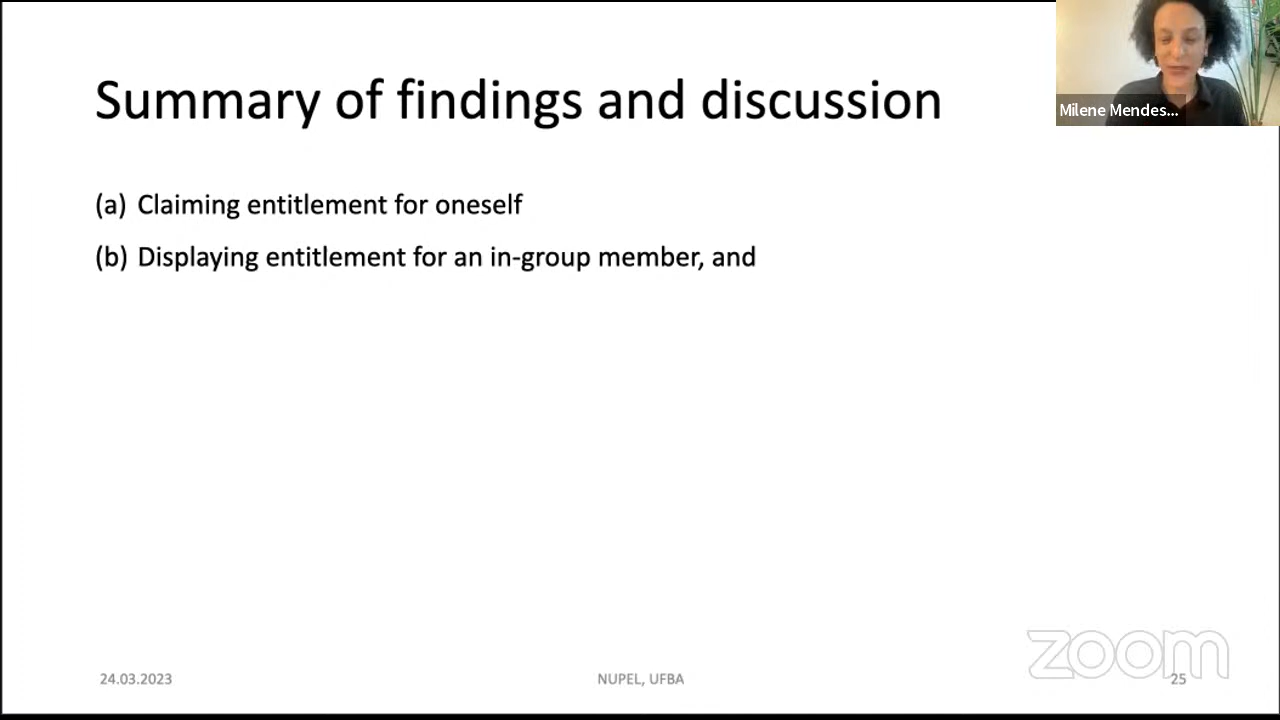 Summary of findings and discussion
Milene Mendes...
(a) Claiming entitlement for oneself
(b) Displaying entitlement for an in-group member, and
zoom
24.03.2023
NUPEL, UFBA
25